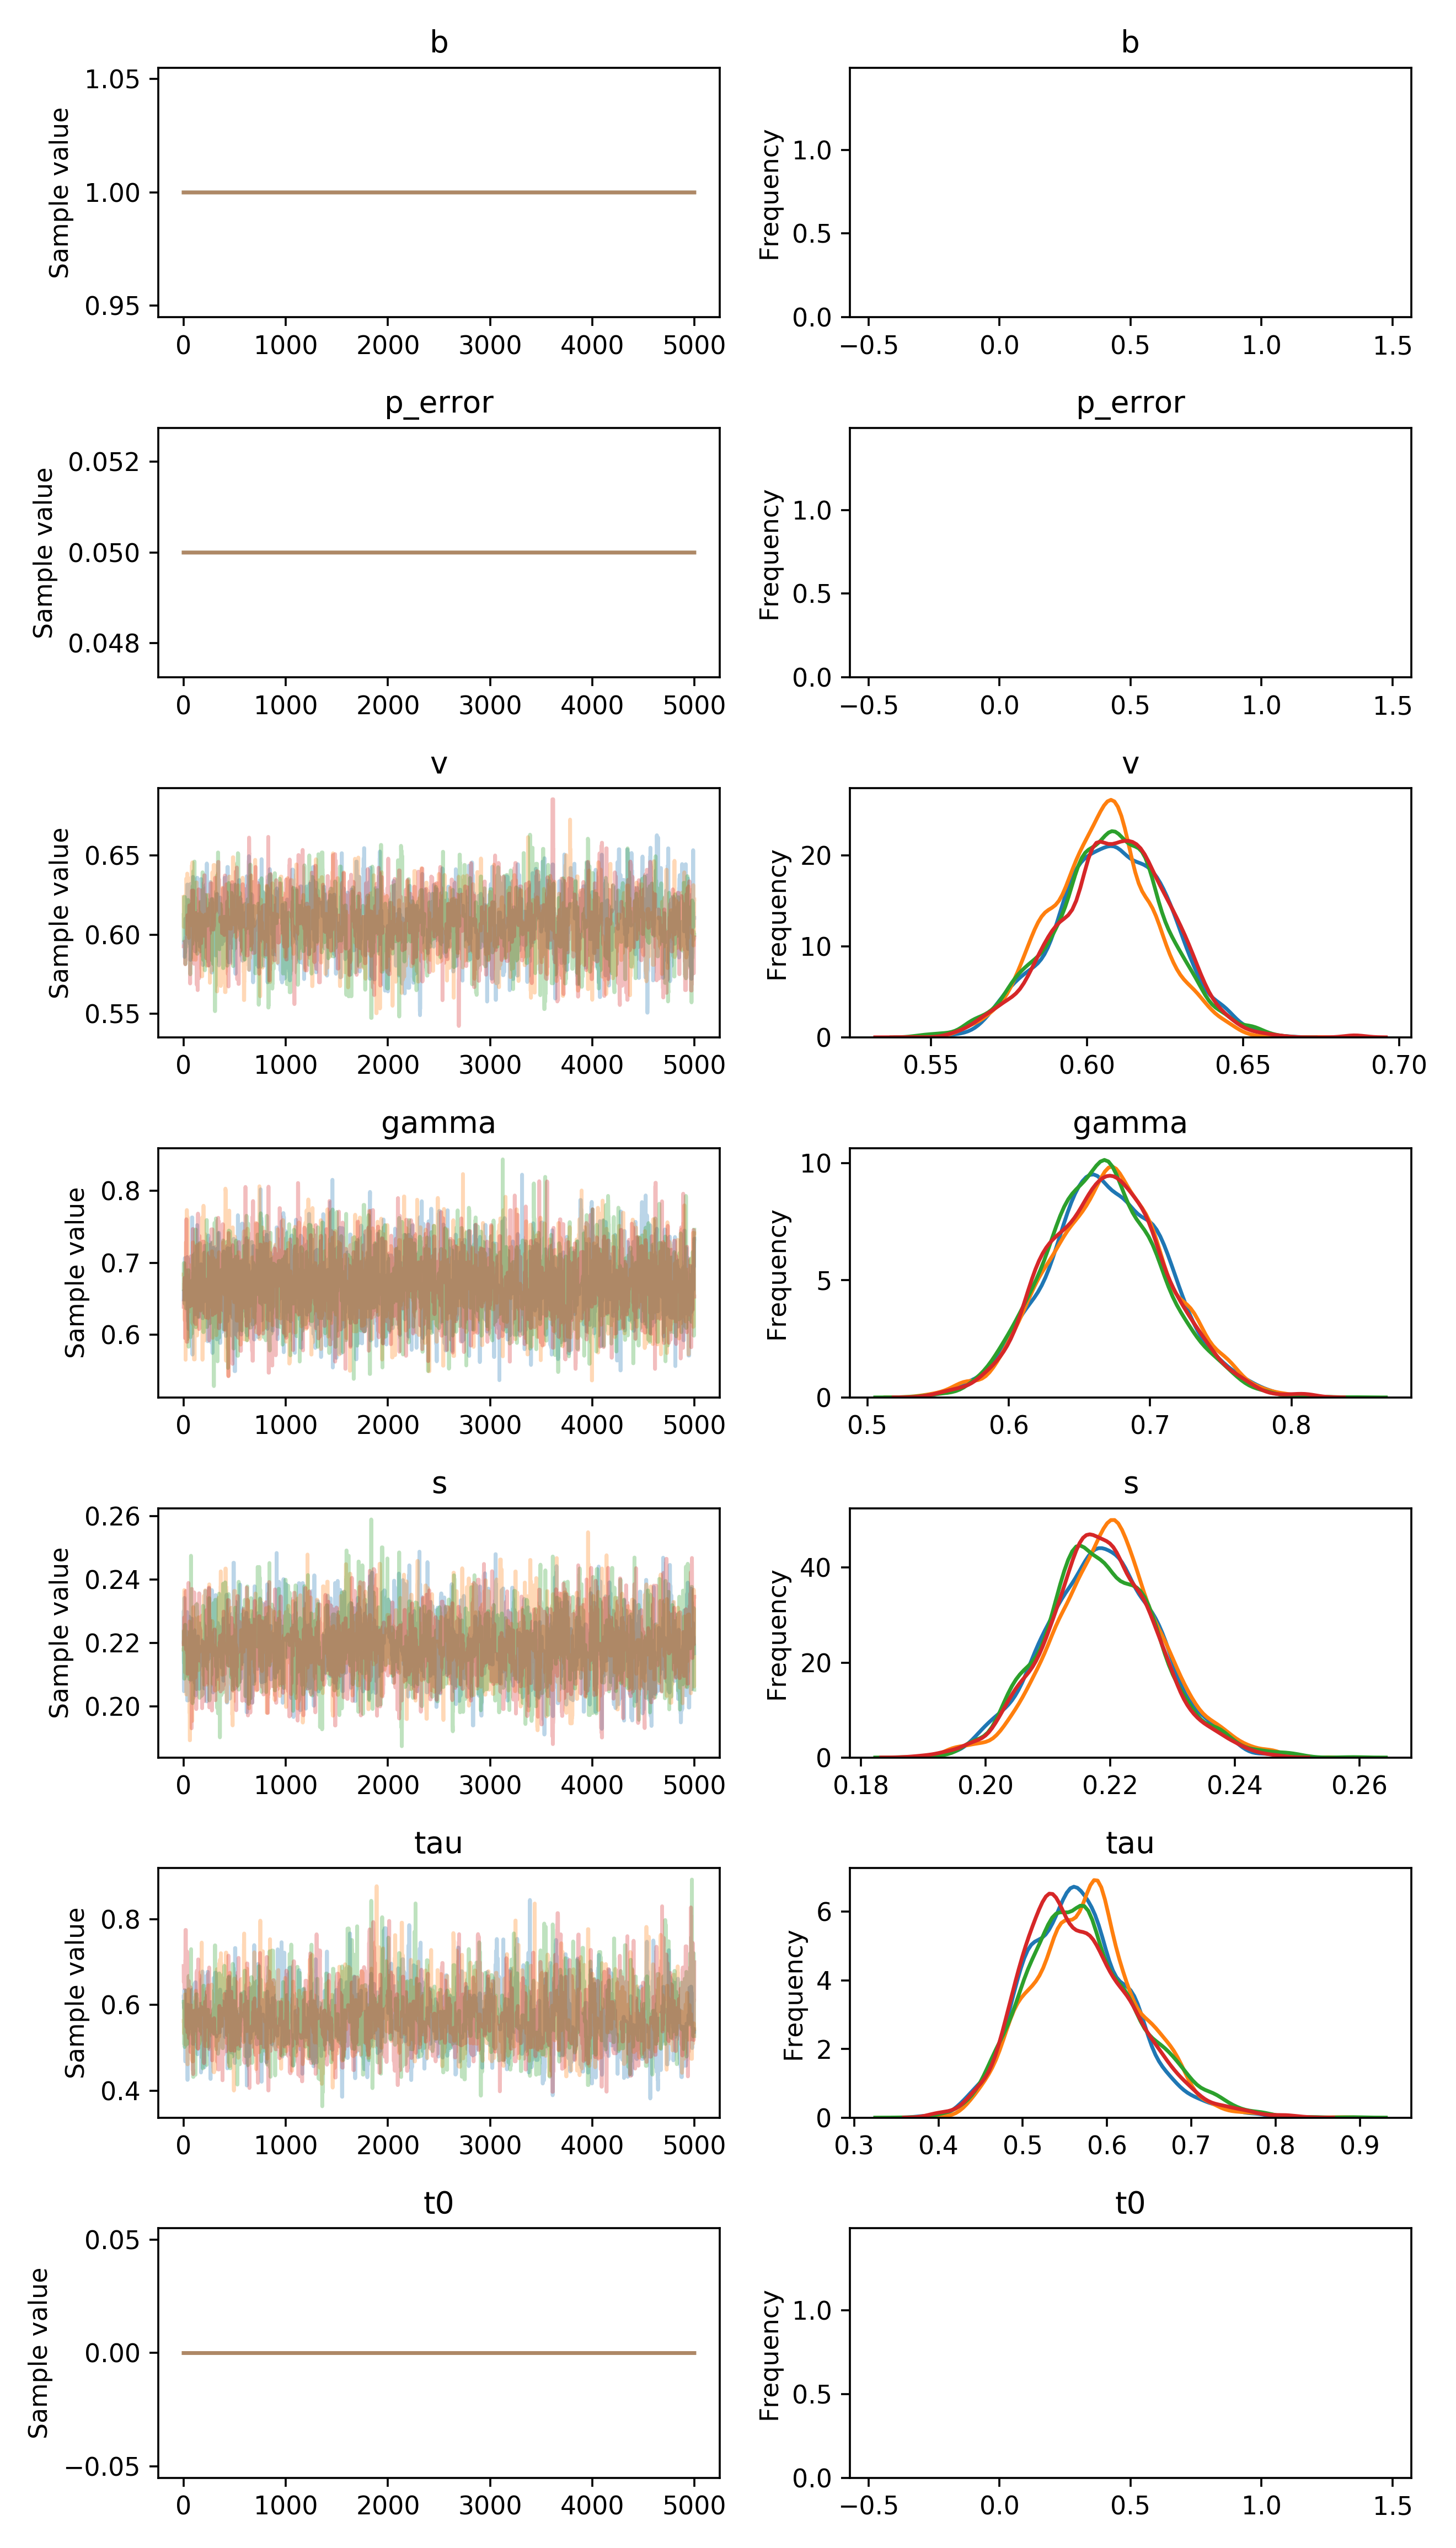 b
b
Sample value
1.05
1.00
0.95
0 1000 2000 3000 4000 5000
Frequency
1.0
0.5
0.0
−0.5 0.0 0.5 1.0 1.5
p_error
p_error
Sample value
0.052
0.050
0.048
0 1000 2000 3000 4000 5000
Frequency
1.0
0.5
0.0
−0.5 0.0 0.5 1.0 1.5
v
v
Sample value
0.65
0.60
0.55
0 1000 2000 3000 4000 5000
Frequency
20
10
0
0.55 0.60 0.65 0.70
gamma
gamma
Sample value
0.8
0.7
0.6
0 1000 2000 3000 4000 5000
Frequency
10
5
0
0.5 0.6 0.7 0.8
s
s
Sample value
0.26
0.24
0.22
0.20
0 1000 2000 3000 4000 5000
Frequency
40
20
0
0.18 0.20 0.22 0.24 0.26
tau
tau
Sample value
0.8
0.6
0.4
0 1000 2000 3000 4000 5000
Frequency
6
4
2
0
0.3 0.4 0.5 0.6 0.7 0.8 0.9
t0
t0
Sample value
0.05
0.00
−0.05
0 1000 2000 3000 4000 5000
Frequency
1.0
0.5
0.0
−0.5 0.0 0.5 1.0 1.5